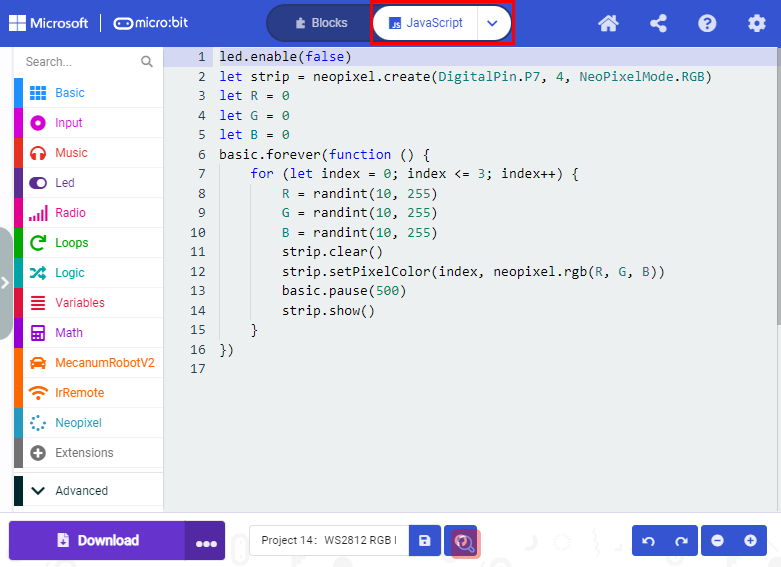 Microsoft | micro:bit
Blocks
JavaScript
Search...
Basic
Input
Music
Led
Radio
Loops
Logic
Variables
Math
MecanumRobotV2
IrRemote
Neopixel
Extensions
Advanced
1 led.enable(false)
2 let strip = neopixel.create(DigitalPin.P7, 4, NeoPixelMode.RGB)
3 let R = 0
4 let G = 0
5 let B = 0
6 basic.forever(function () {
7 for (let index = 0; index <= 3; index++) {
8 R = randint(10, 255)
9 G = randint(10, 255)
10 B = randint(10, 255)
11 strip.clear()
12 strip.setPixelColor(index, neopixel.rgb(R, G, B))
13 basic.pause(500)
14 strip.show()
15 }
16 })
17
Download
Project 14：WS2812 RGB